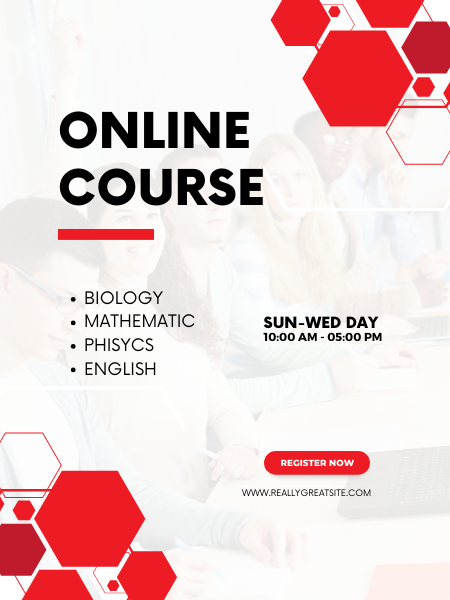 ONLINE
COURSE
• BIOLOGY
• MATHEMATIC
• PHISYCS
• ENGLISH
SUN-WED DAY
10:00 AM - 05:00 PM
REGISTER NOW
WWW.REALLYGREATSITE.COM